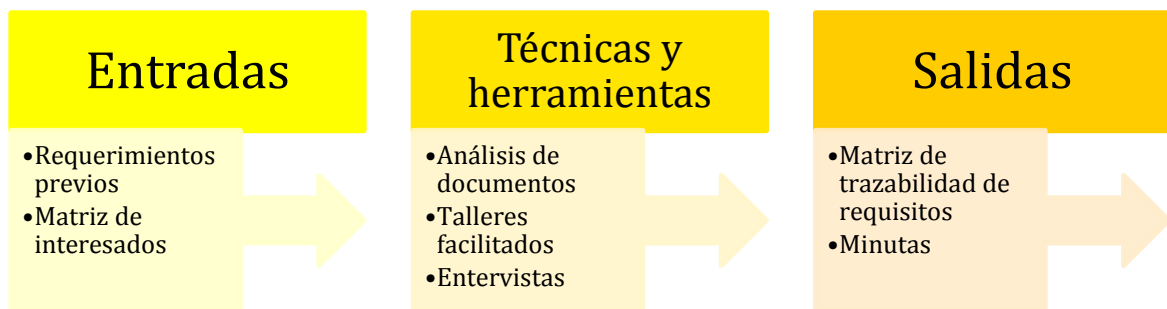 Entradas
•Requerimientos
previos
•Matriz de
interesados
Técnicas y
herramientas
•Análisis de
documentos
•Talleres
facilitados
•Entervistas
Salidas
•Matriz de
trazabilidad de
requisitos
•Minutas